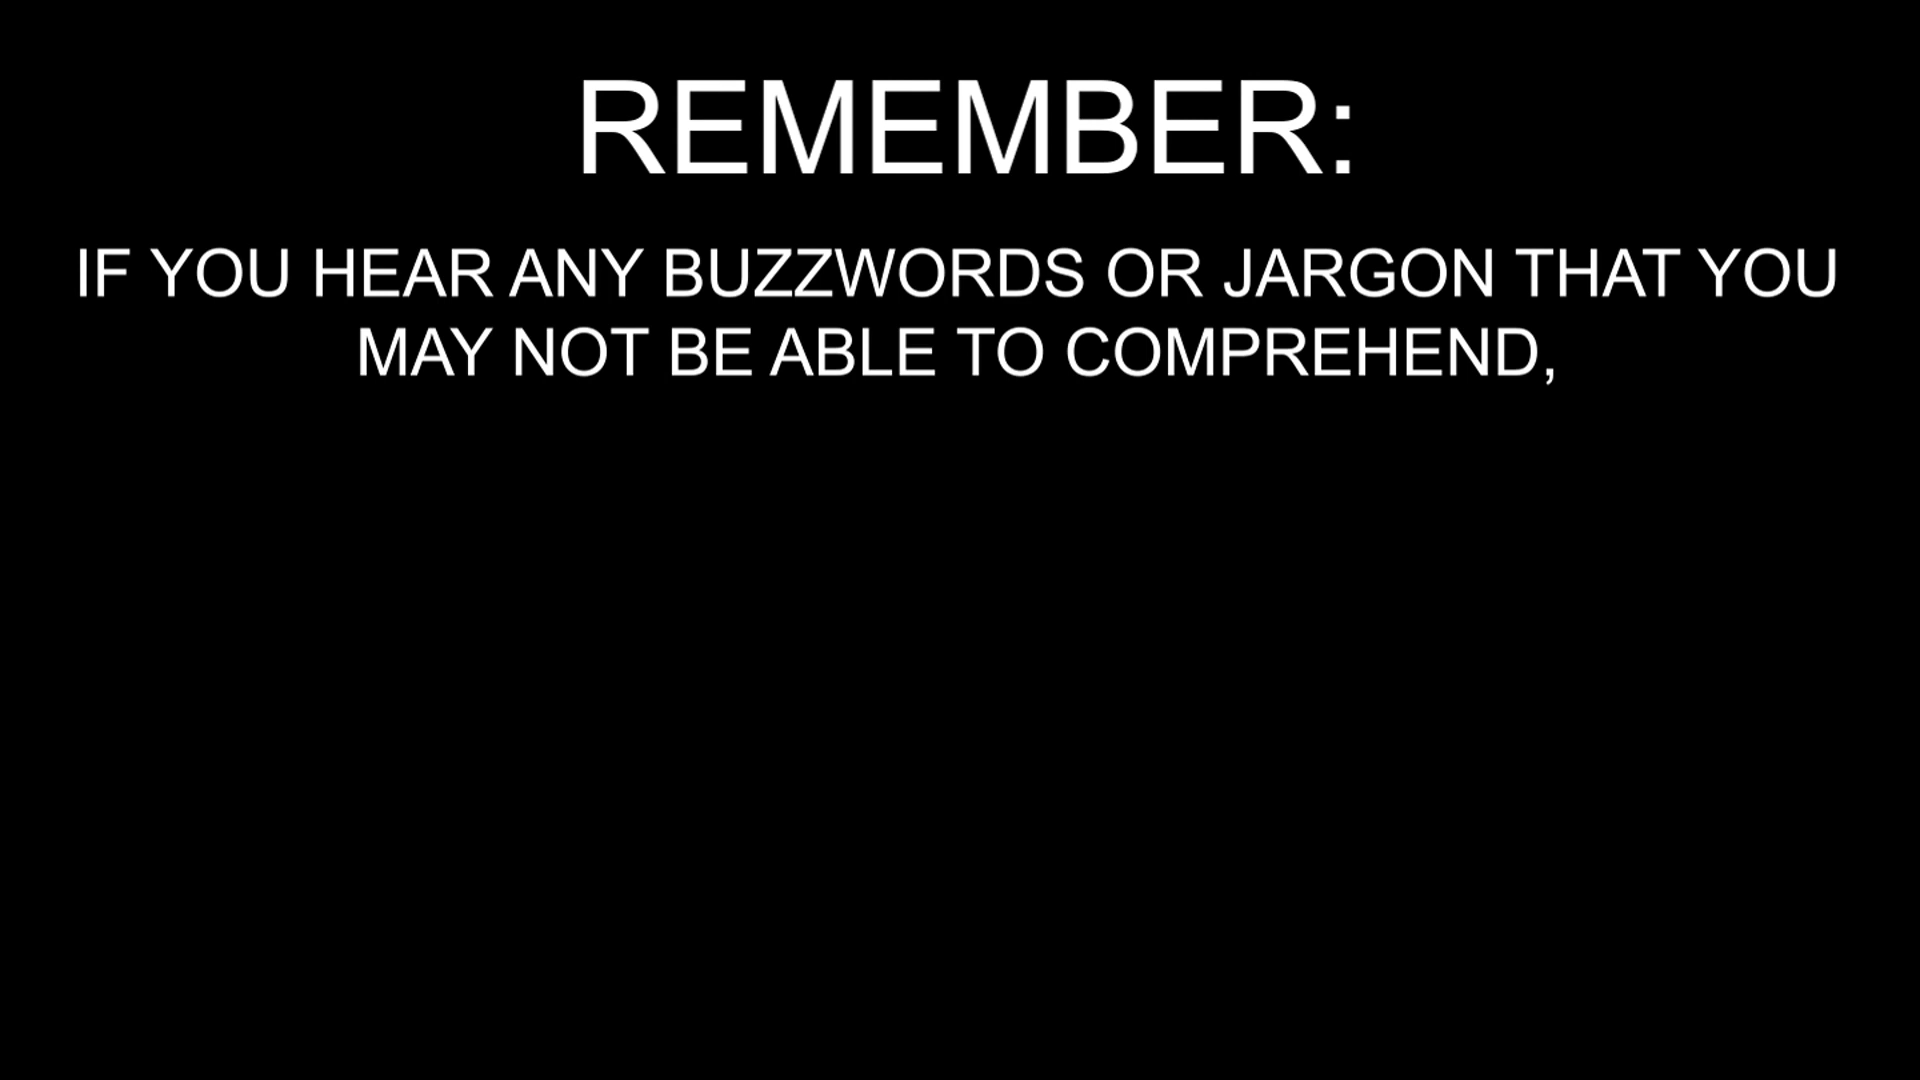 REMEMBER:
IF YOU HEAR ANY BUZZWORDS OR JARGON THAT YOU
MAY NOT BE ABLE TO COMPREHEND,